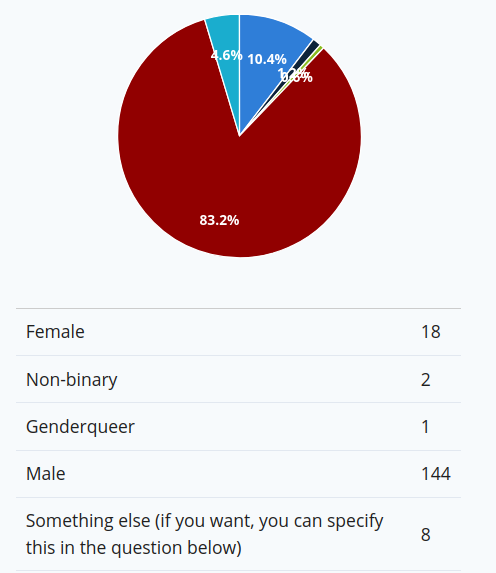 4.6%
10.4%
83.2%
Female 18
Non-binary 2
Genderqueer 1
Male 144
Something else (if you want, you can specify
this in the question below) 8